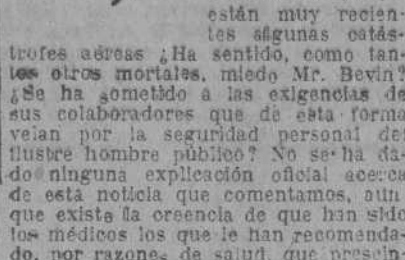 están muy recien-
tes algunas catás-
trofes aéreas ¿Ha sentido, como tan-
tos otros mortales, miedo Mr. Bevin?
¿Se ha sometido a las exigencias de
sus colaboradores que de esta forma
veían por la seguridad personal del
ilustre hombre público? No se ha da-
do ninguna explicación oficial acerca
de esta noticia que comentamos, aún
que existe la creencia de que han sido
los médicos los que le han recomenda-
do, por razones de salud, que prescin-